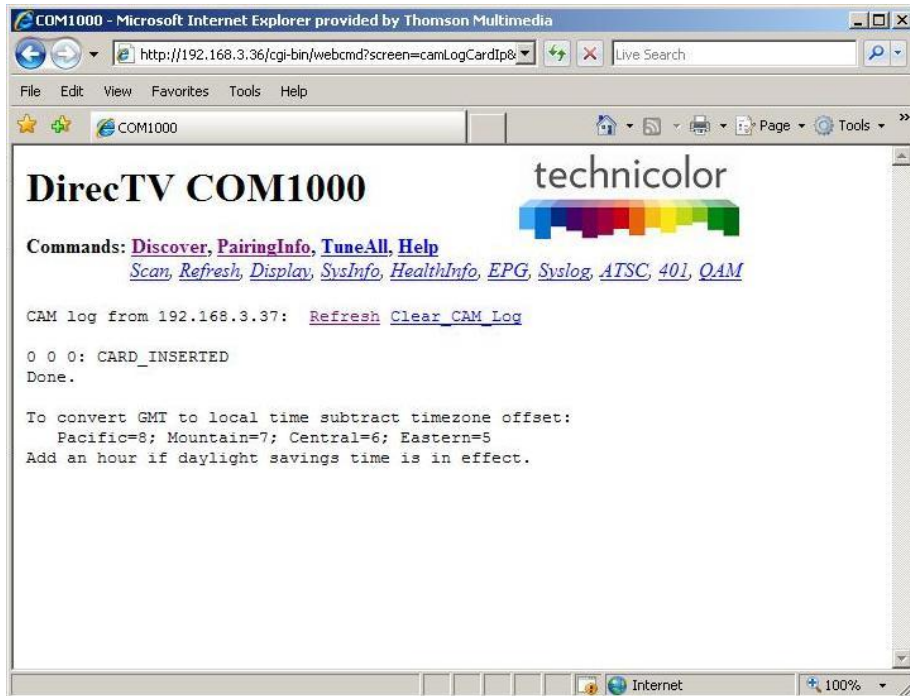 COM1000 - Microsoft Internet Explorer provided by Thomson Multimedia
http://192.168.3.36/cgi-bin/webcmd?screen=camLogCardIp& Live Search
File Edit View Favorites Tools Help
COM1000 Page Tools »
DirecTV COM1000
technicolor
Commands: Discover, PairingInfo, TuneAll, Help
Scan, Refresh, Display, SysInfo, HealthInfo, EPG, Syslog, ATSC, 401, QAM
CAM log from 192.168.3.37: Refresh Clear_CAM_Log
0 0 0: CARD_INSERTED
Done.
To convert GMT to local time subtract timezone offset:
Pacific=8; Mountain=7; Central=6; Eastern=5
Add an hour if daylight savings time is in effect.
Internet 100%